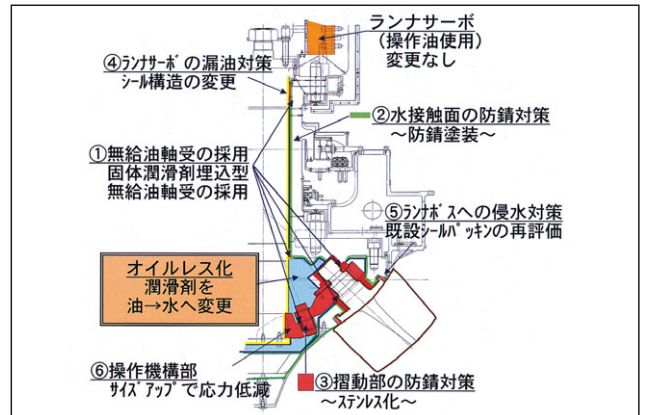 ランナサーボ
(操作油使用)
変更なし
④ランナサーボの漏油対策
シール構造の変更
②水接触面の防錆対策
~防錆塗装~
①無給油軸受の採用
固体潤滑剤埋込型
無給油軸受の採用
⑤ランナボスへの侵水対策
既設シールパッキンの再評価
オイルレス化
潤滑剤を
油→水へ変更
⑥操作機構部
サイズアップで応力低減
③摺動部の防錆対策
~ステンレス化~